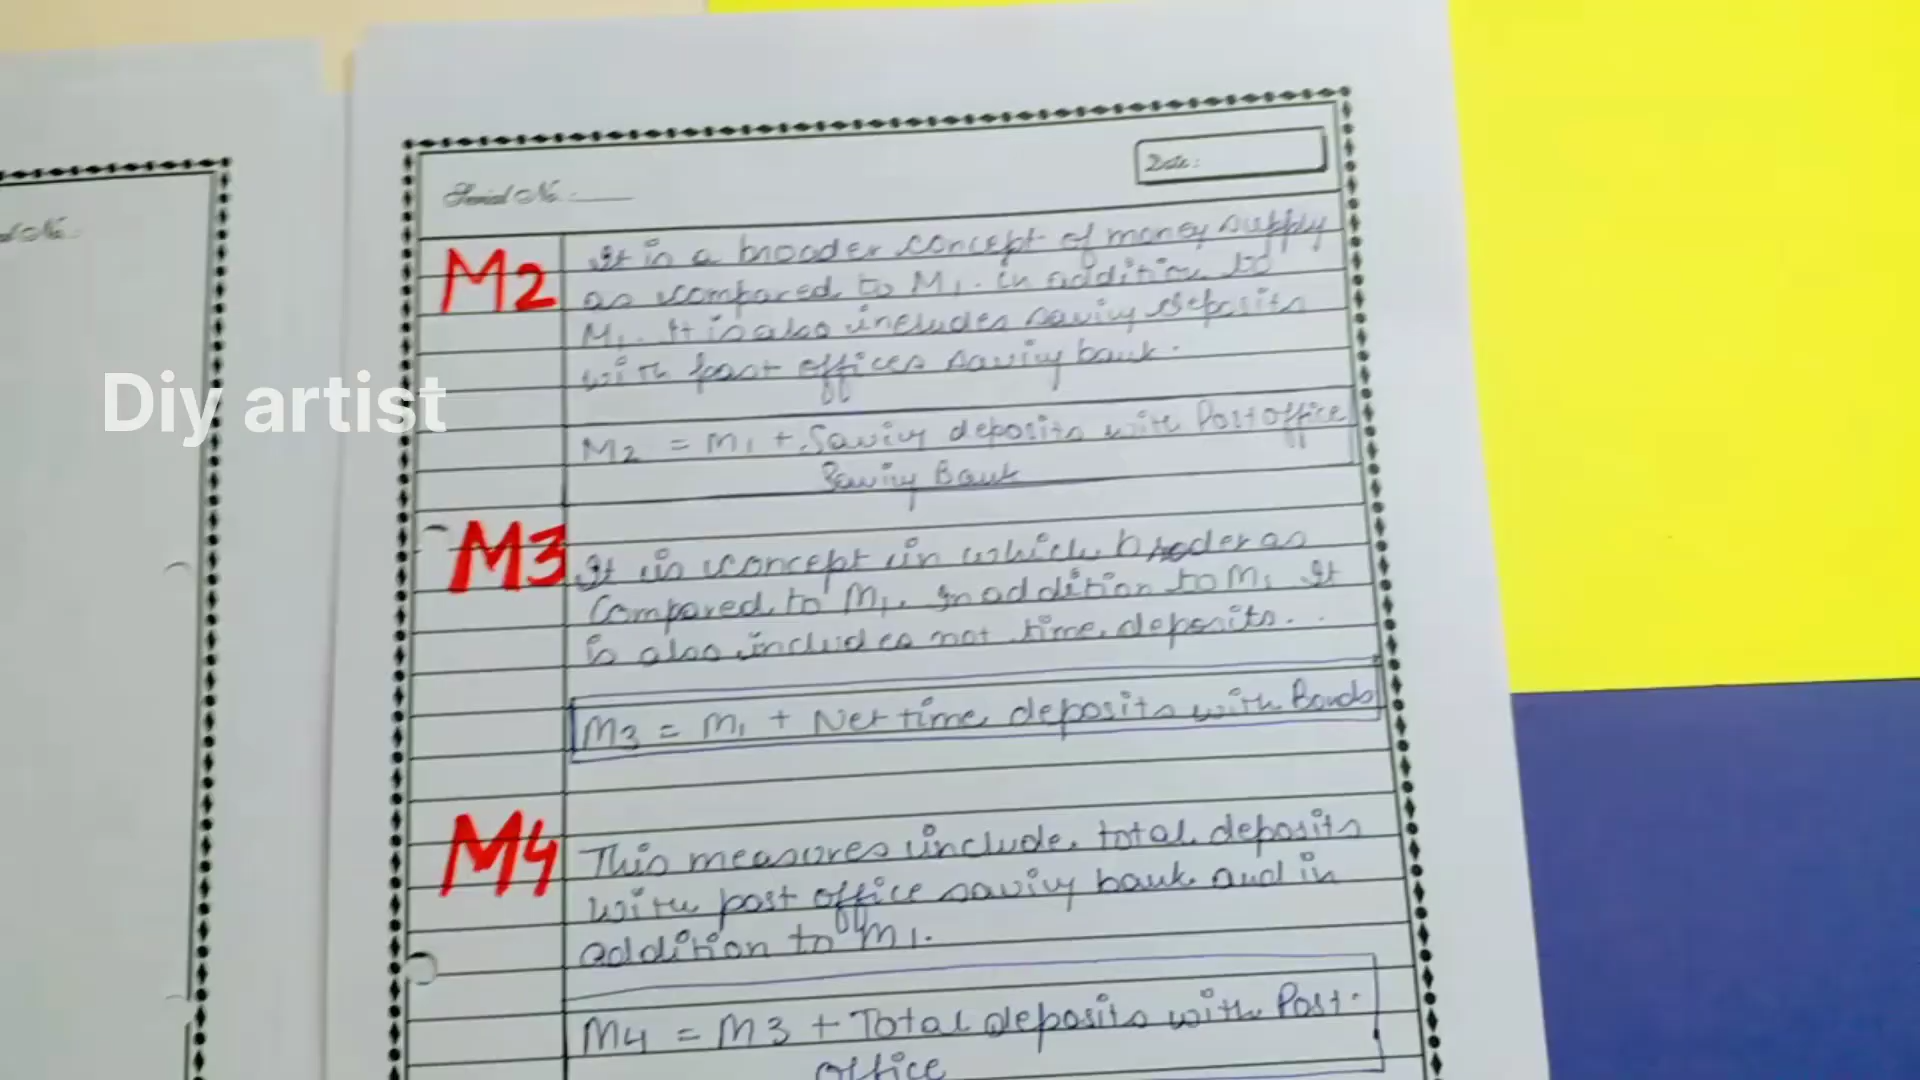 Serial No. :
Date :
M2
It is a broader concept of money supply
as compared to M1. in addition to
M1. It is also includes saving deposits
with post offices saving bank.
M2 = M1 + Saving deposits with Post office
Saving Bank
M3
It is concept in which broder as
compared to M1. In addition to M1 It
is also includes not time deposits.
M3 = M1 + Net time deposits with Bonds
M4
This measures include total deposits
with post office saving bank and in
addition to M1.
M4 = M3 + Total deposits with Post
office
Diy artist